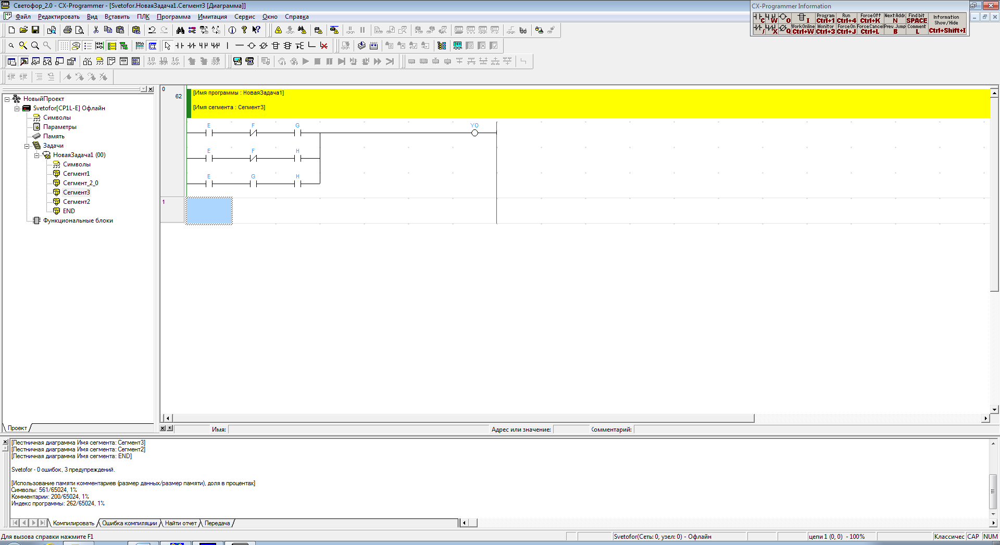 Светофор_2.0 - CX-Programmer - [Svetofor.НоваяЗадача1.Сегмент3 [Диаграмма]]
Файл Редактировать Вид Вставить ПЛК Программа Имитация Сервис Окно Справка
CX-Programmer Information
C W O I Program Ctrl+1 Run Ctrl+4 Force Off Ctrl+K Next Addr. N Find bit SPACE
/ X Q Work Online Ctrl+W Monitor Ctrl+3 Force On Ctrl+J Force Cancel Ctrl+L Prev. Jump B Comment L
Information
Show / Hide
Ctrl+Shift+I
10 10 16
НовыйПроект
Svetofor[CP1L-E] Офлайн
Символы
Параметры
Память
Задачи
НоваяЗадача1 (00)
Символы
Сегмент1
Сегмент_2_0
Сегмент3
Сегмент2
END
Функциональные блоки
Проект
0
62
[Имя программы : НоваяЗадача1]
[Имя сегмента : Сегмент3]
E F G Y0
E F H
E G H
1
Имя: Адрес или значение: Комментарий:
[Лестничная диаграмма Имя сегмента: Сегмент3]
[Лестничная диаграмма Имя сегмента: Сегмент2]
[Лестничная диаграмма Имя сегмента: END]
Svetofor - 0 ошибок, 3 предупреждений.
[Использование памяти комментариев (размер данных/размер памяти), доля в процентах]
Символы: 561/65024, 1%
Комментарии: 200/65024, 1%
Индекс программы: 262/65024, 1%
Компилировать Ошибка компиляции Найти отчет Передача
Для вызова справки нажмите F1
Svetofor(Сеть: 0, узел: 0) - Офлайн
цепи 1 (0, 0) - 100%
Классичес CAP NUM